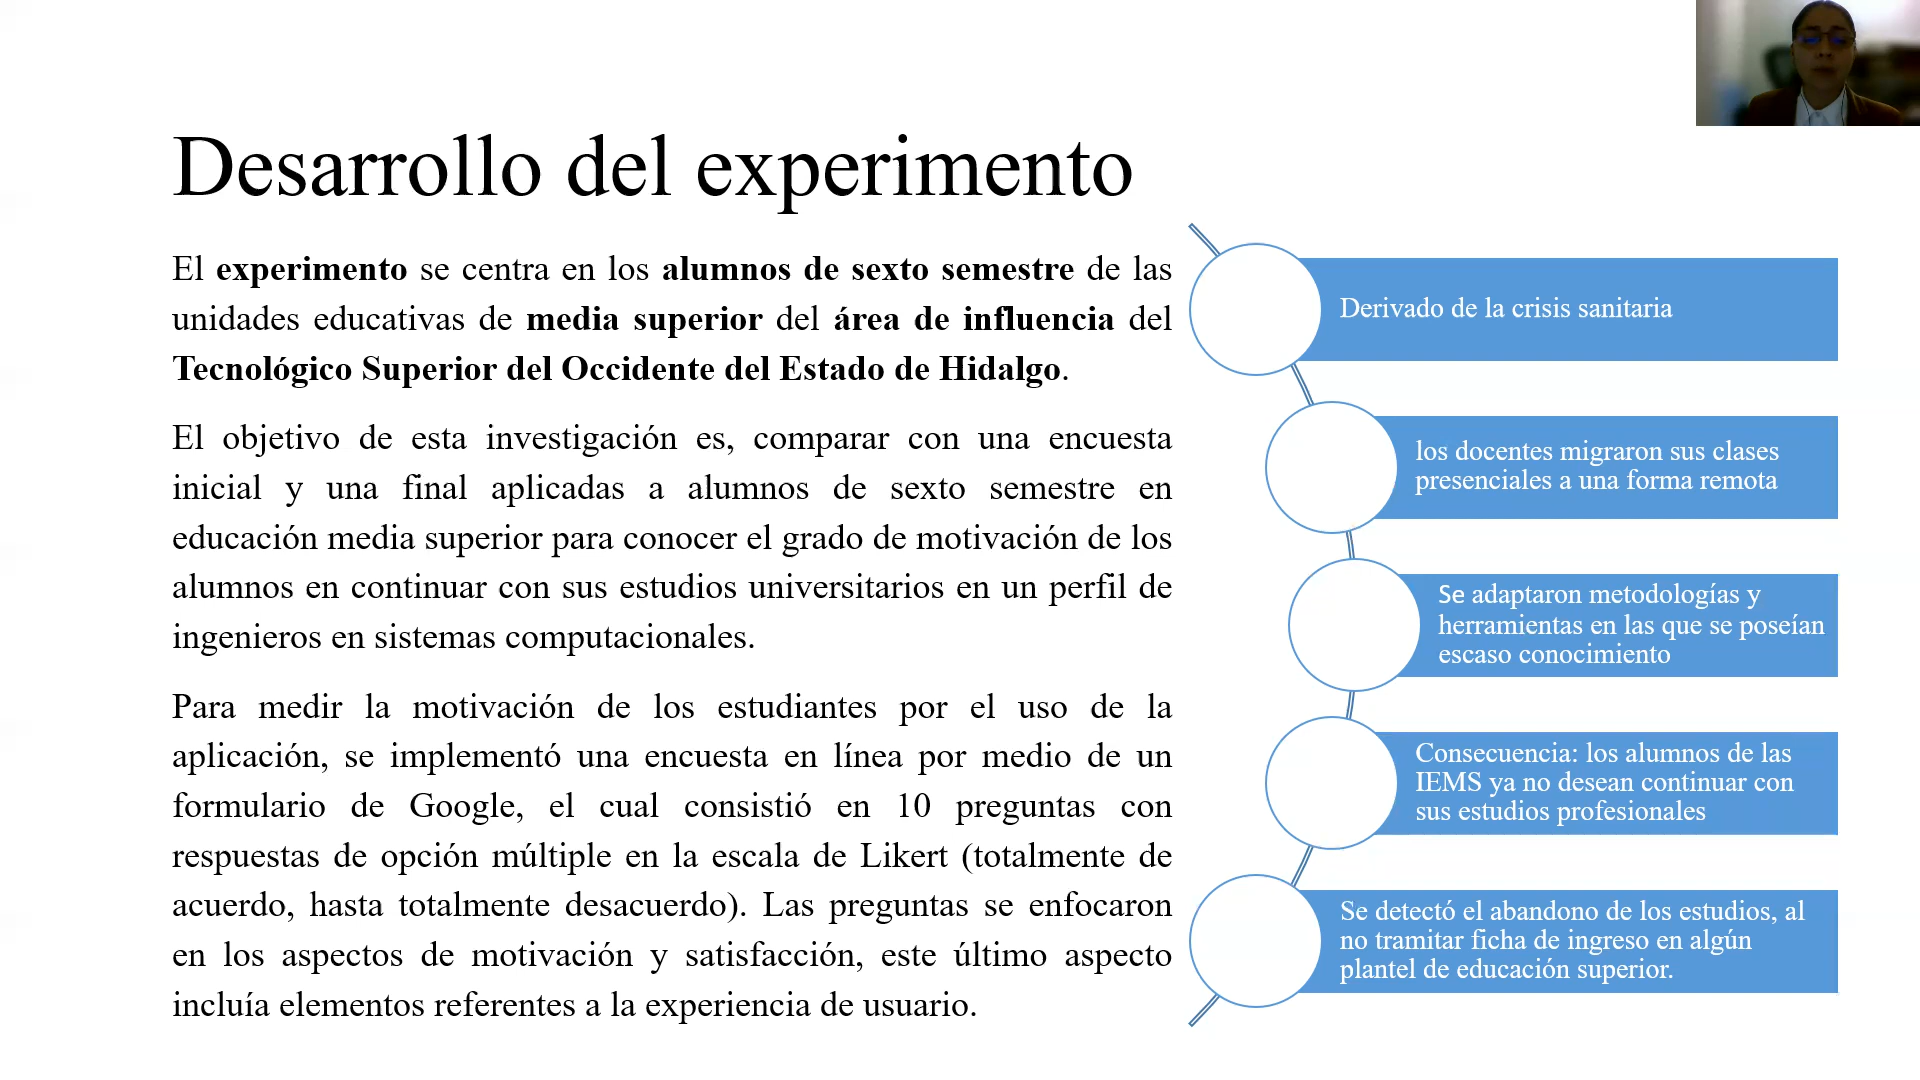 Desarrollo del experimento
El experimento se centra en los alumnos de sexto semestre de las
unidades educativas de media superior del área de influencia del
Tecnológico Superior del Occidente del Estado de Hidalgo.
El objetivo de esta investigación es, comparar con una encuesta
inicial y una final aplicadas a alumnos de sexto semestre en
educación media superior para conocer el grado de motivación de los
alumnos en continuar con sus estudios universitarios en un perfil de
ingenieros en sistemas computacionales.
Para medir la motivación de los estudiantes por el uso de la
aplicación, se implementó una encuesta en línea por medio de un
formulario de Google, el cual consistió en 10 preguntas con
respuestas de opción múltiple en la escala de Likert (totalmente de
acuerdo, hasta totalmente desacuerdo). Las preguntas se enfocaron
en los aspectos de motivación y satisfacción, este último aspecto
incluía elementos referentes a la experiencia de usuario.
Derivado de la crisis sanitaria
los docentes migraron sus clases
presenciales a una forma remota
Se adaptaron metodologías y
herramientas en las que se poseían
escaso conocimiento
Consecuencia: los alumnos de las
IEMS ya no desean continuar con
sus estudios profesionales
Se detectó el abandono de los estudios, al
no tramitar ficha de ingreso en algún
plantel de educación superior.